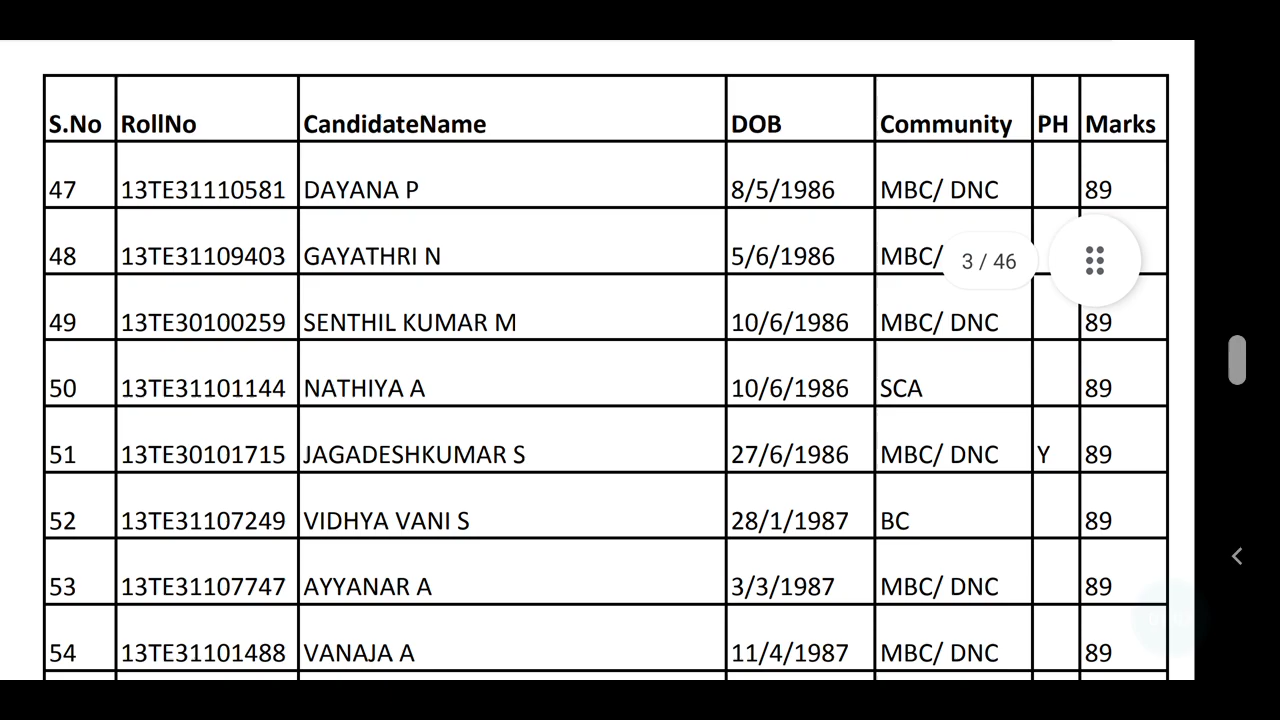 S.No RollNo CandidateName DOB Community PH Marks
47 13TE31110581 DAYANA P 8/5/1986 MBC/ DNC 89
48 13TE31109403 GAYATHRI N 5/6/1986 MBC/
3 / 46
49 13TE30100259 SENTHIL KUMAR M 10/6/1986 MBC/ DNC 89
50 13TE31101144 NATHIYA A 10/6/1986 SCA 89
51 13TE30101715 JAGADESHKUMAR S 27/6/1986 MBC/ DNC Y 89
52 13TE31107249 VIDHYA VANI S 28/1/1987 BC 89
53 13TE31107747 AYYANAR A 3/3/1987 MBC/ DNC 89
54 13TE31101488 VANAJA A 11/4/1987 MBC/ DNC 89